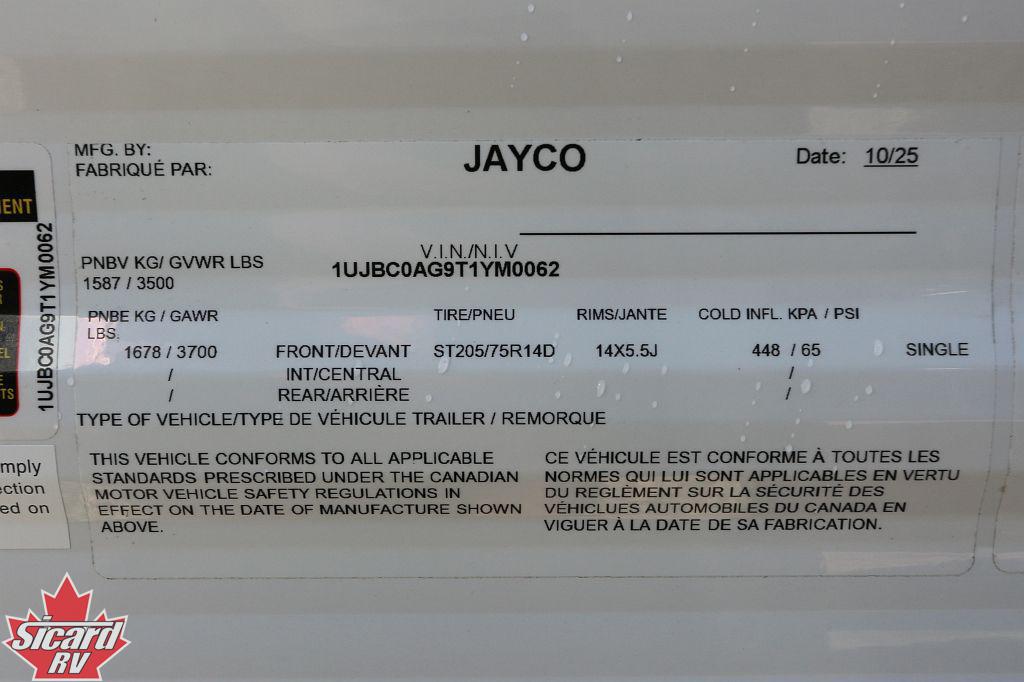 MFG. BY:
FABRIQUÉ PAR:
JAYCO
Date: 10/25
V.I.N./N.I.V
PNBV KG/ GVWR LBS
1UJBC0AG9T1YM0062
1587 / 3500
PNBE KG / GAWR LBS.
TIRE/PNEU RIMS/JANTE COLD INFL. KPA / PSI
1678 / 3700 FRONT/DEVANT ST205/75R14D 14X5.5J 448 / 65 SINGLE
/ INT/CENTRAL /
/ REAR/ARRIÈRE /
TYPE OF VEHICLE/TYPE DE VÉHICULE TRAILER / REMORQUE
THIS VEHICLE CONFORMS TO ALL APPLICABLE
STANDARDS PRESCRIBED UNDER THE CANADIAN
MOTOR VEHICLE SAFETY REGULATIONS IN
EFFECT ON THE DATE OF MANUFACTURE SHOWN
ABOVE.
CE VÉHICULE EST CONFORME À TOUTES LES
NORMES QUI LUI SONT APPLICABLES EN VERTU
DU REGLÈMENT SUR LA SÉCURITÉ DES
VÉHICLUES AUTOMOBILES DU CANADA EN
VIGUER À LA DATE DE SA FABRICATION.
1UJBC0AG9T1YM0062
MENT
EL
TS
mply
ection
ed on
Sicard
RV